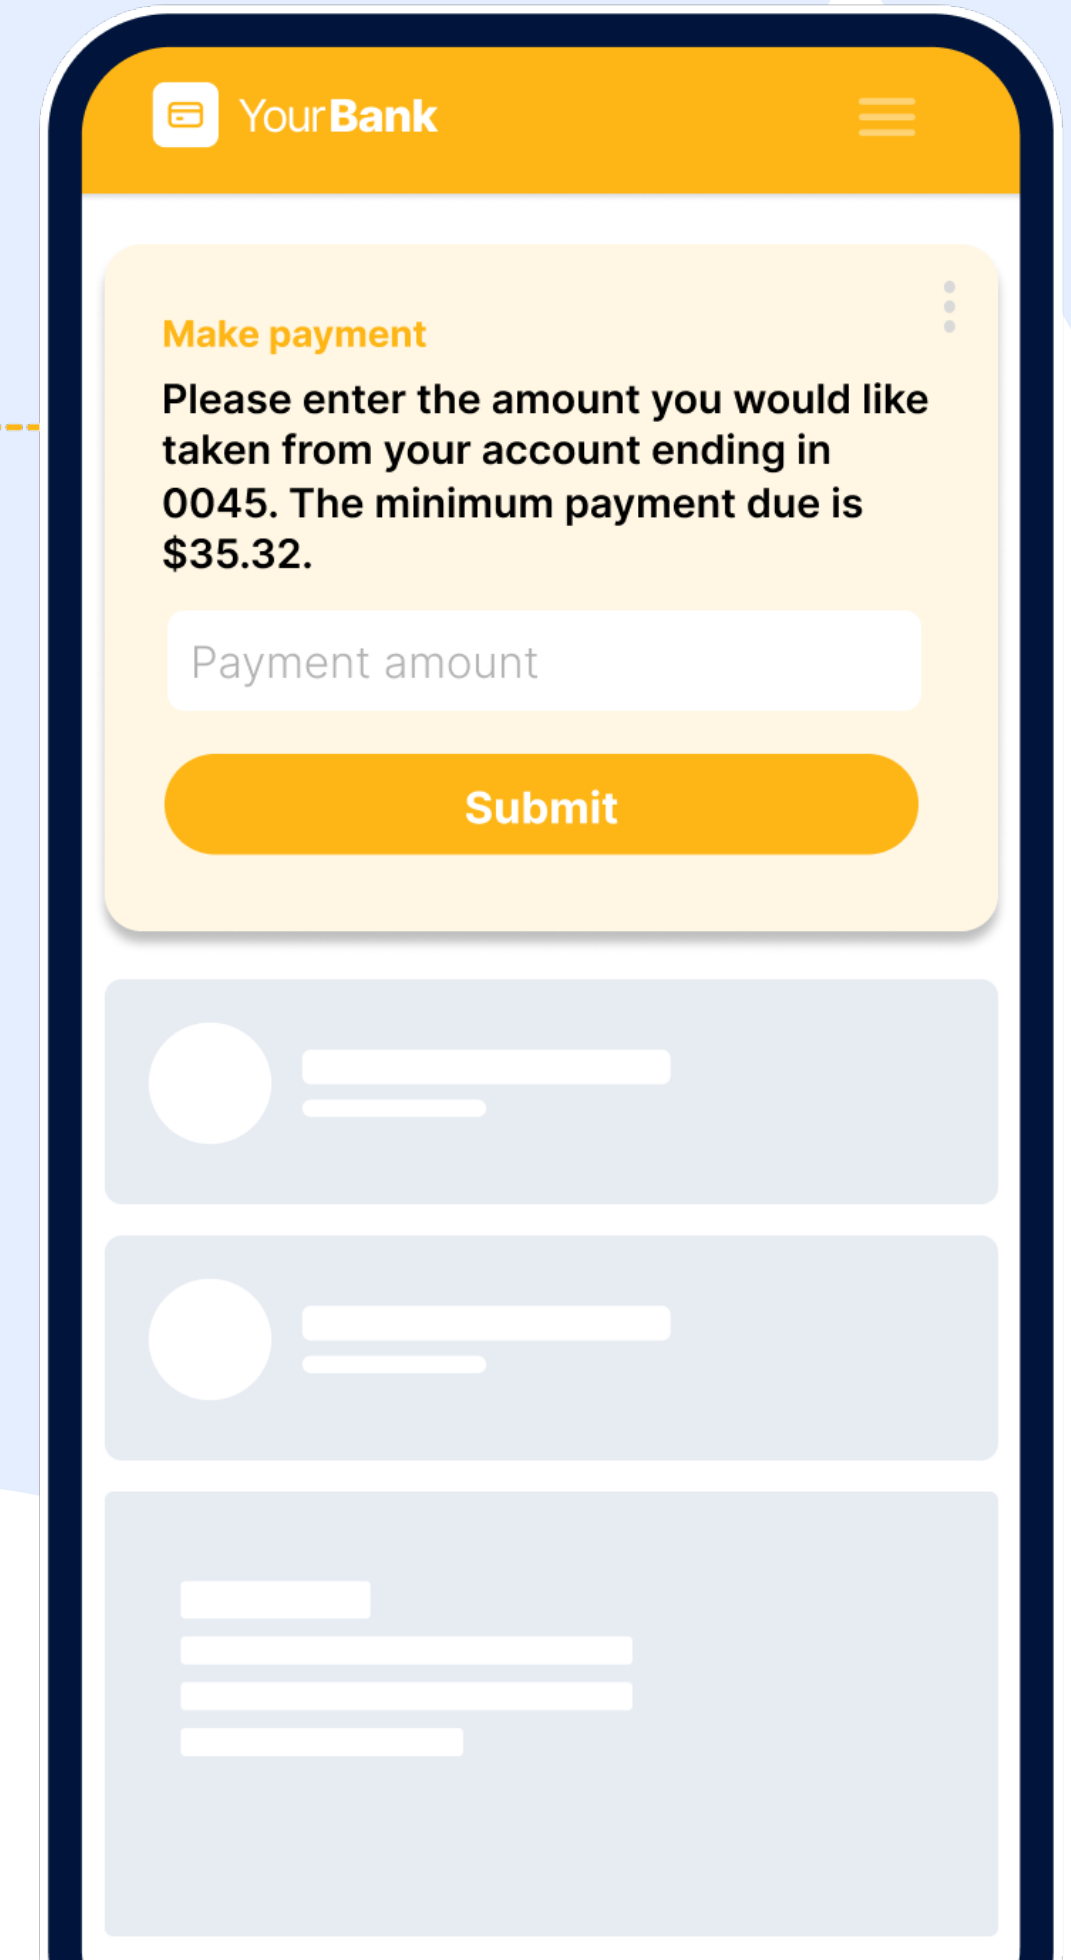 YourBank
Make payment
Please enter the amount you would like
taken from your account ending in
0045. The minimum payment due is
$35.32.
Payment amount
Submit